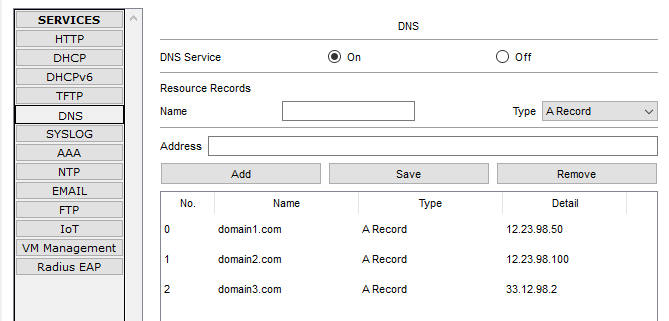 SERVICES
HTTP
DHCP
DHCPv6
TFTP
DNS
SYSLOG
AAA
NTP
EMAIL
FTP
IoT
VM Management
Radius EAP
DNS
DNS Service On Off
Resource Records
Name Type A Record
Address
Add Save Remove
No. Name Type Detail
0 domain1.com A Record 12.23.98.50
1 domain2.com A Record 12.23.98.100
2 domain3.com A Record 33.12.98.2